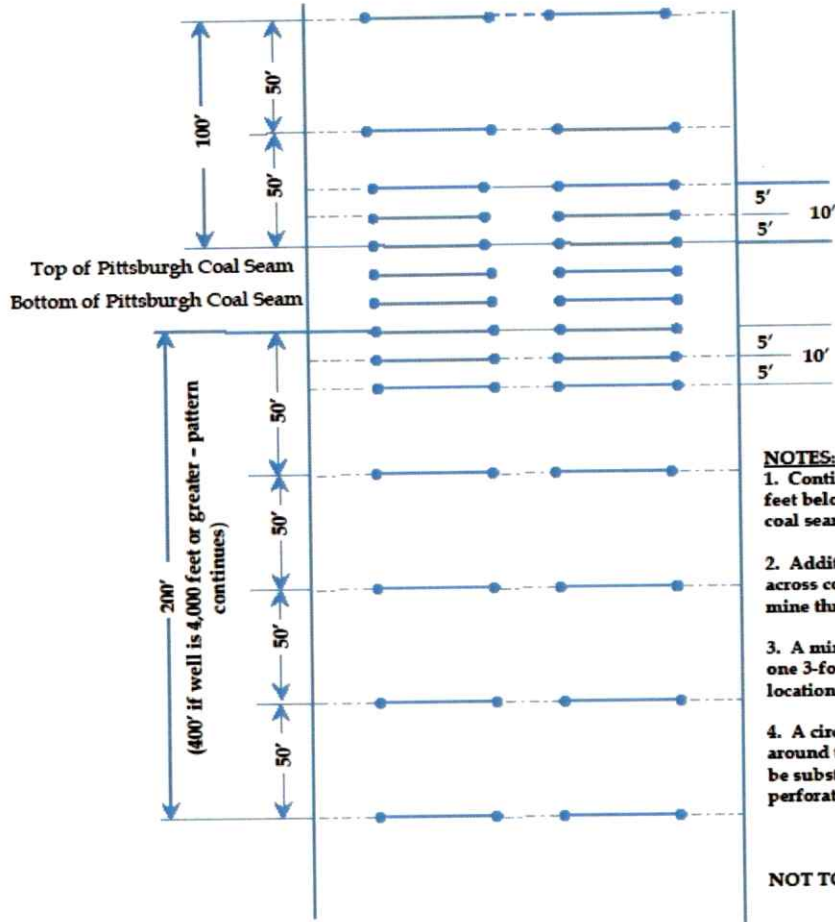 100'
50'
50'
5'
10'
5'
Top of Pittsburgh Coal Seam
Bottom of Pittsburgh Coal Seam
5'
10'
5'
200'
(400' if well is 4,000 feet or greater – pattern
continues)
50'
50'
50'
50'
NOTES:
1. Conti
feet belo
coal sear
2. Addit
across co
mine thr
3. A min
one 3-fo
location
4. A circ
around t
be subst
perforat
NOT TO